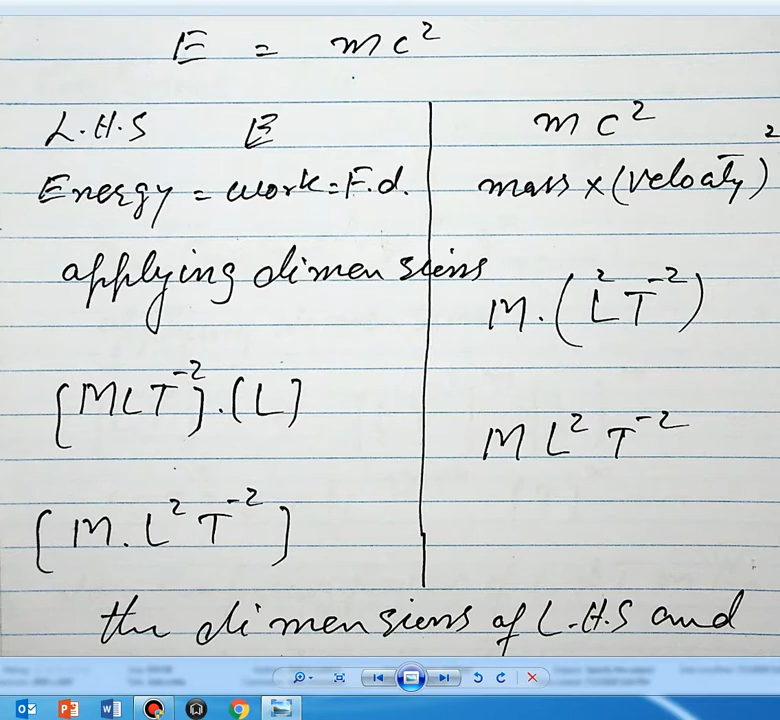 E = mc²
L.H.S E
Energy = work = F.d.
applying dimensions
[MLT⁻²].[L]
[M.L²T⁻²]
mc²
mass × (velocity)²
M.(L²T⁻²)
ML²T⁻²
the dimensions of L.H.S and